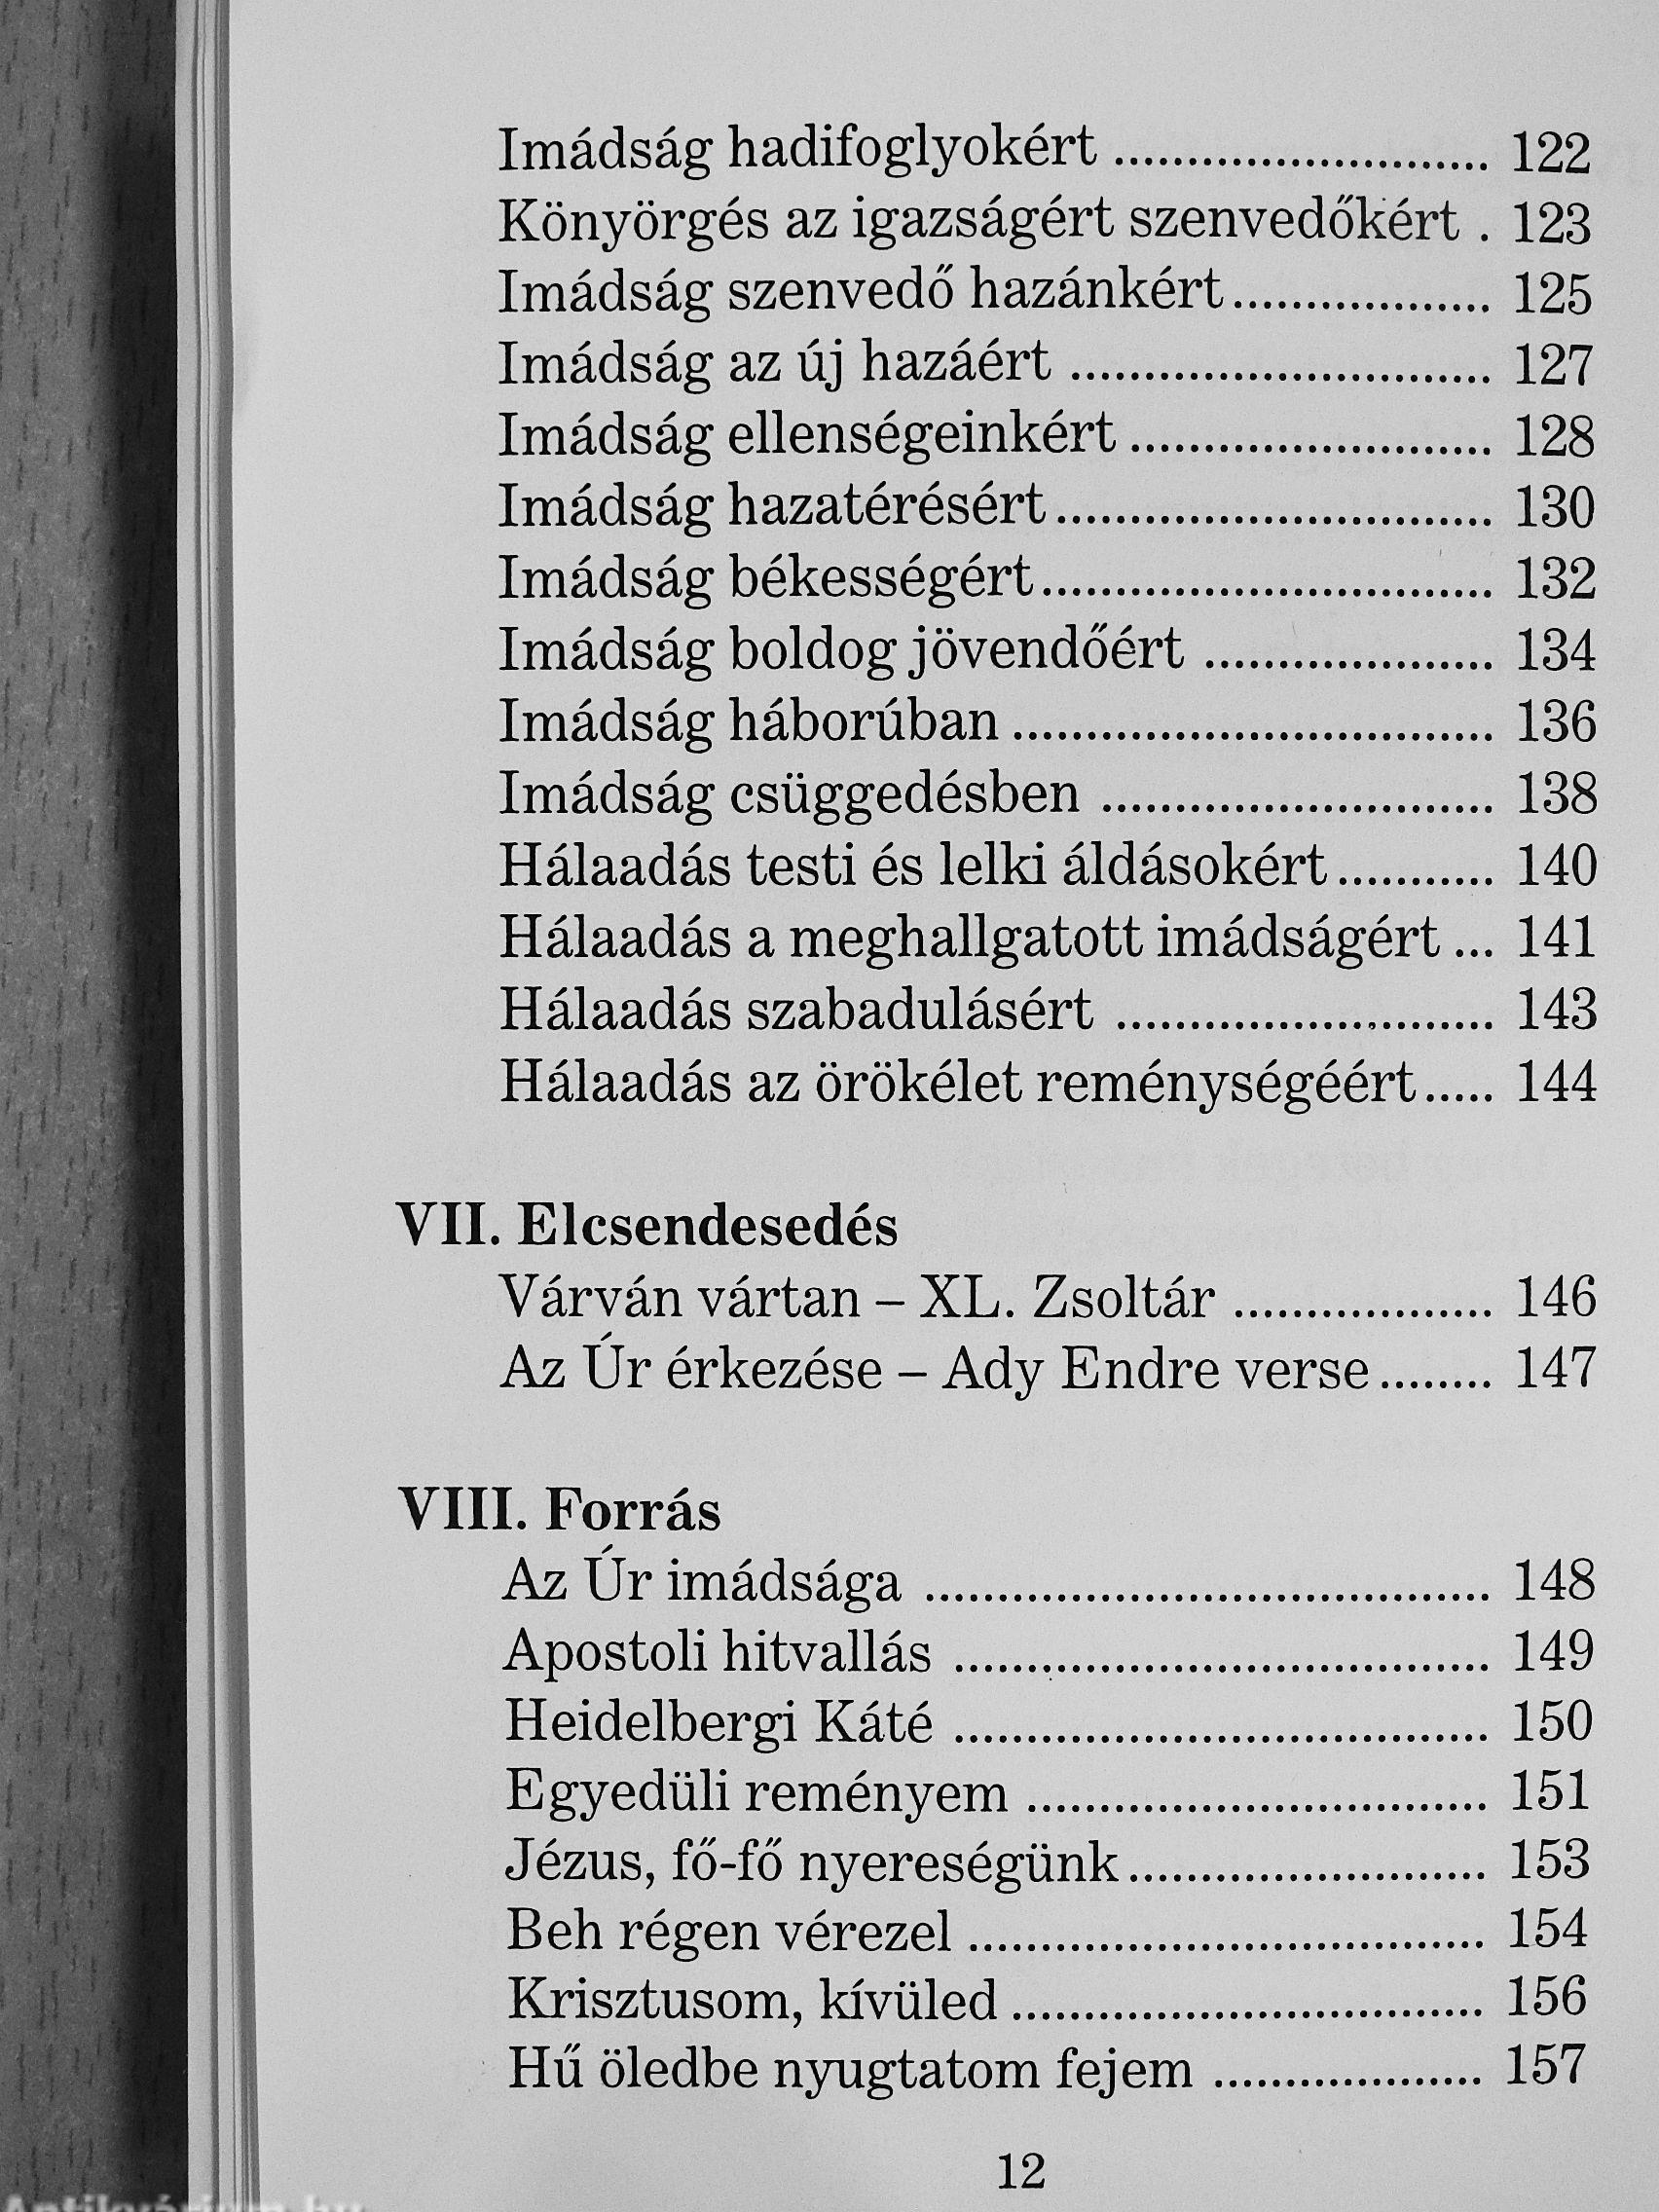 Imádság hadifoglyokért .......................... 122
Könyörgés az igazságért szenvedőkért . 123
Imádság szenvedő hazánkért.................. 125
Imádság az új hazáért ............................. 127
Imádság ellenségeinkért ......................... 128
Imádság hazatérésért.............................. 130
Imádság békességért............................... 132
Imádság boldog jövendőért .................... 134
Imádság háborúban ................................. 136
Imádság csüggedésben ........................... 138
Hálaadás testi és lelki áldásokért........... 140
Hálaadás a meghallgatott imádságért ... 141
Hálaadás szabadulásért .......................... 143
Hálaadás az örökélet reménységéért..... 144
VII. Elcsendesedés
Várván vártan – XL. Zsoltár .................. 146
Az Úr érkezése – Ady Endre verse........ 147
VIII. Forrás
Az Úr imádsága ....................................... 148
Apostoli hitvallás ..................................... 149
Heidelbergi Káté ..................................... 150
Egyedüli reményem ................................ 151
Jézus, fő-fő nyereségünk......................... 153
Beh régen vérezel .................................... 154
Krisztusom, kívüled ................................ 156
Hű öledbe nyugtatom fejem ................... 157
12
Antikvárium.hu